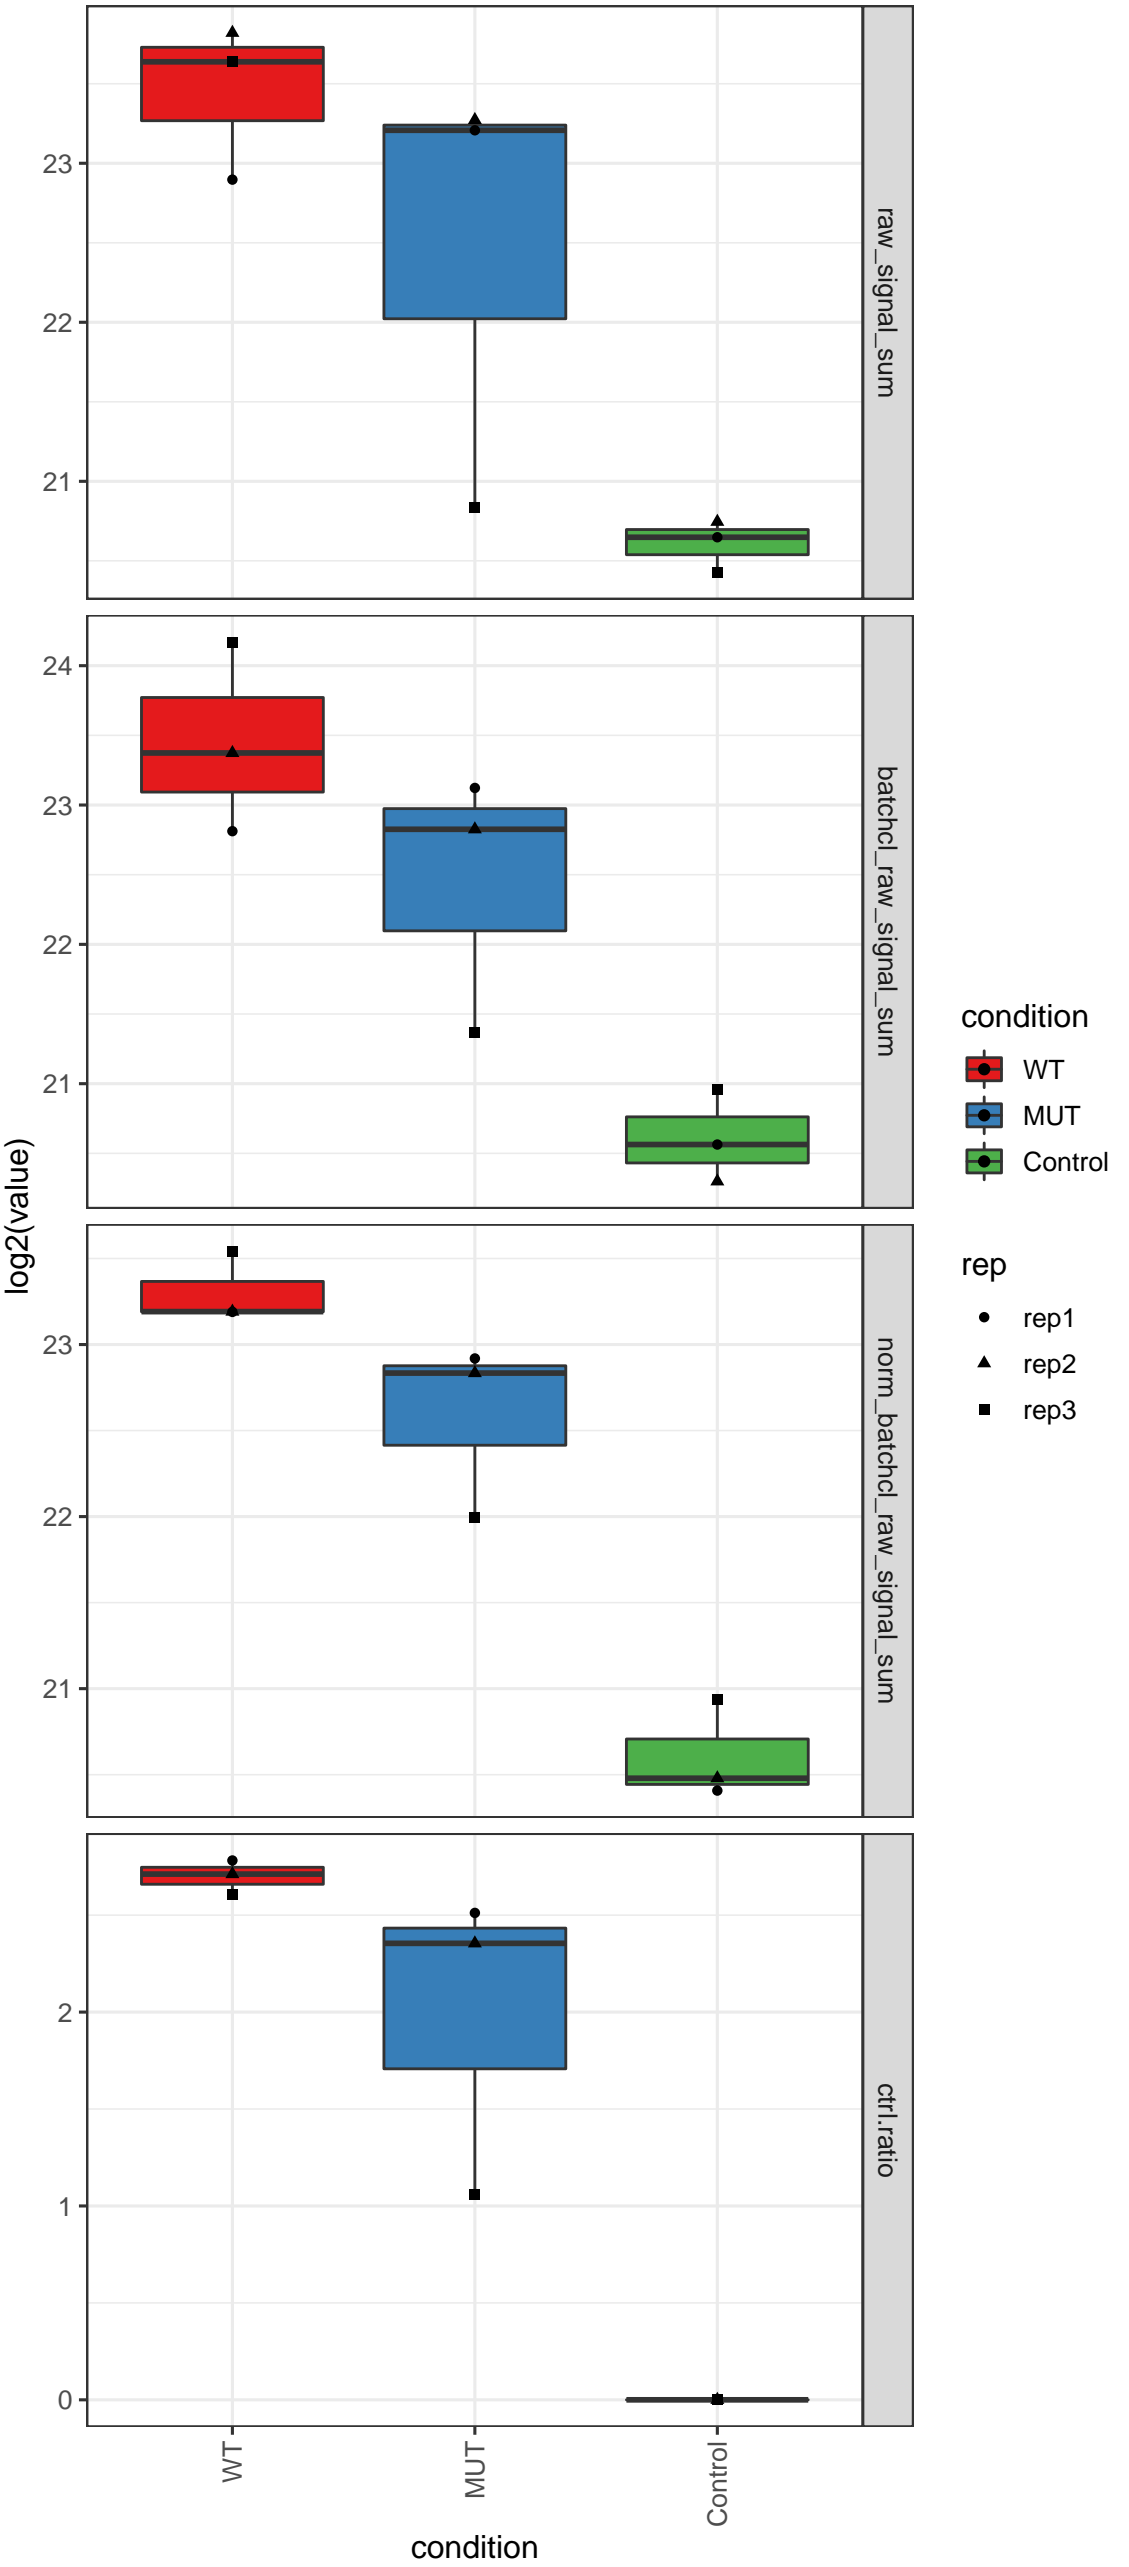 log2(value)
23
22
21
raw_signal_sum
24
23
22
21
batchcl_raw_signal_sum
23
22
21
norm_batchcl_raw_signal_sum
2
1
0
ctrl.ratio
WT
MUT
Control
condition
condition
WT
MUT
Control
rep
rep1
rep2
rep3